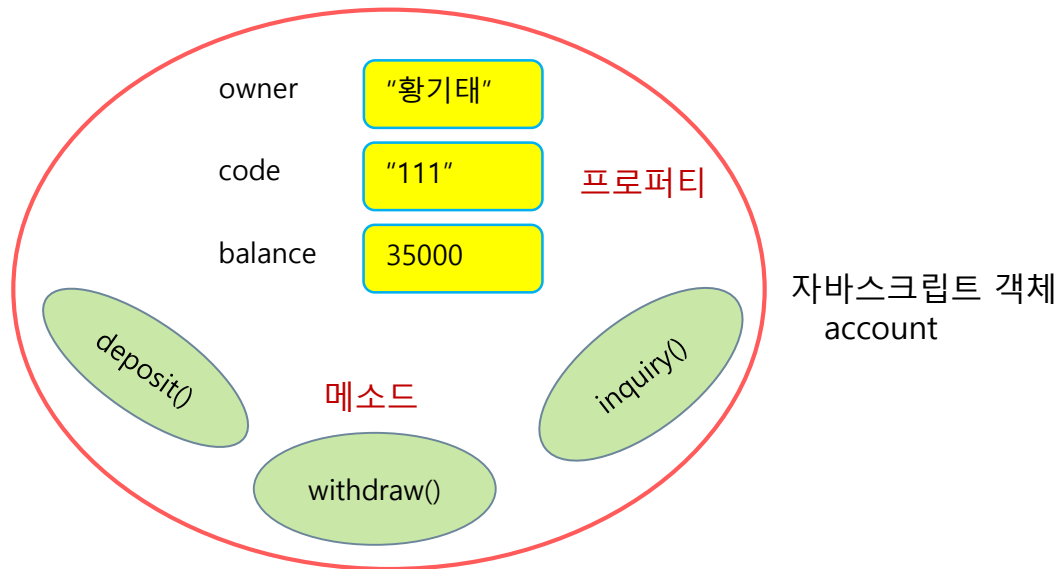 owner "황기태"
code "111"
프로퍼티
balance 35000
자바스크립트 객체
account
deposit()
메소드
inquiry()
withdraw()